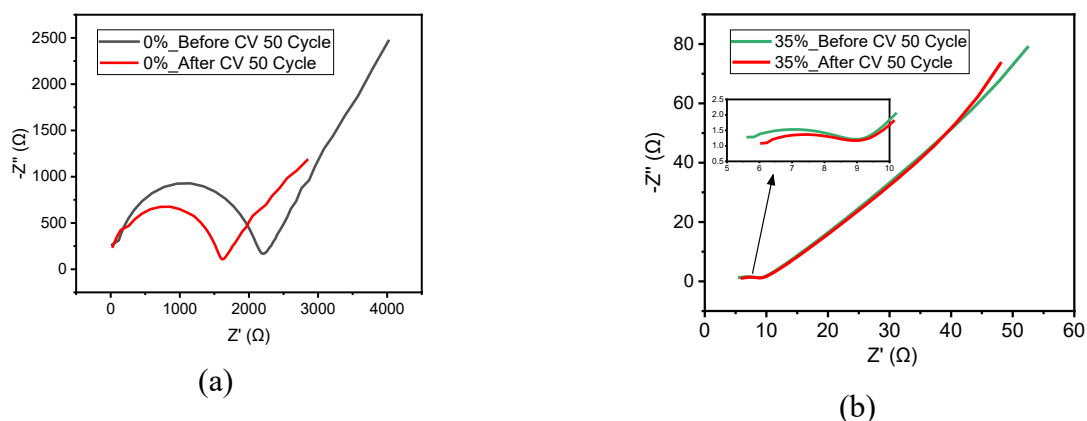 0%_Before CV 50 Cycle
0%_After CV 50 Cycle
2500
2000
1500
1000
500
0
-Z" (Ω)
0 1000 2000 3000 4000
Z' (Ω)
(a)
35%_Before CV 50 Cycle
35%_After CV 50 Cycle
80
60
40
20
0
-Z" (Ω)
2.5
2.0
1.5
1.0
0.5
5 6 7 8 9 10
0 10 20 30 40 50 60
Z' (Ω)
(b)